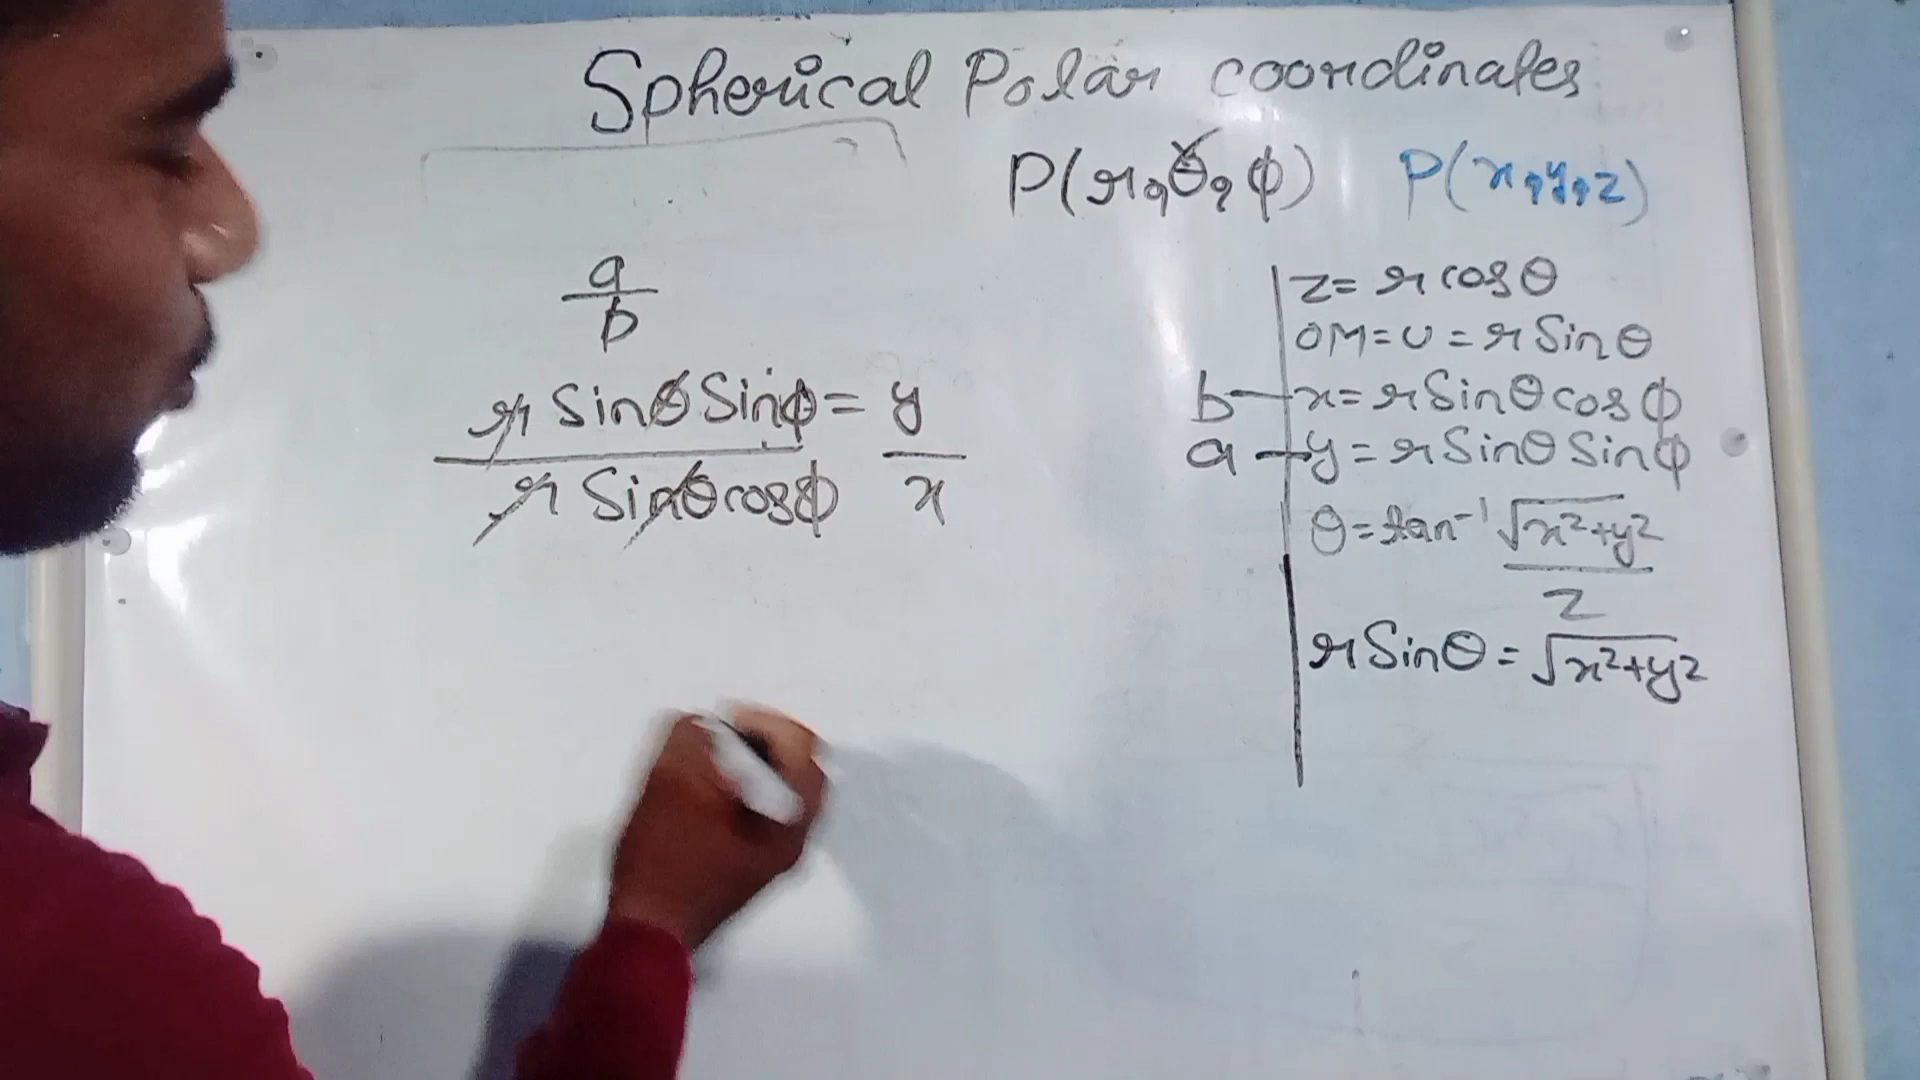 Spherical Polar coordinates
P(r,θ,φ) P(x,y,z)
a
b
r Sinθ Sinφ = y
r Sinθ cosφ x
z = r cosθ
OM = U = r Sinθ
b – x = r Sinθ cosφ
a – y = r Sinθ Sinφ
θ = tan⁻¹ √x²+y²
z
r Sinθ = √x²+y²